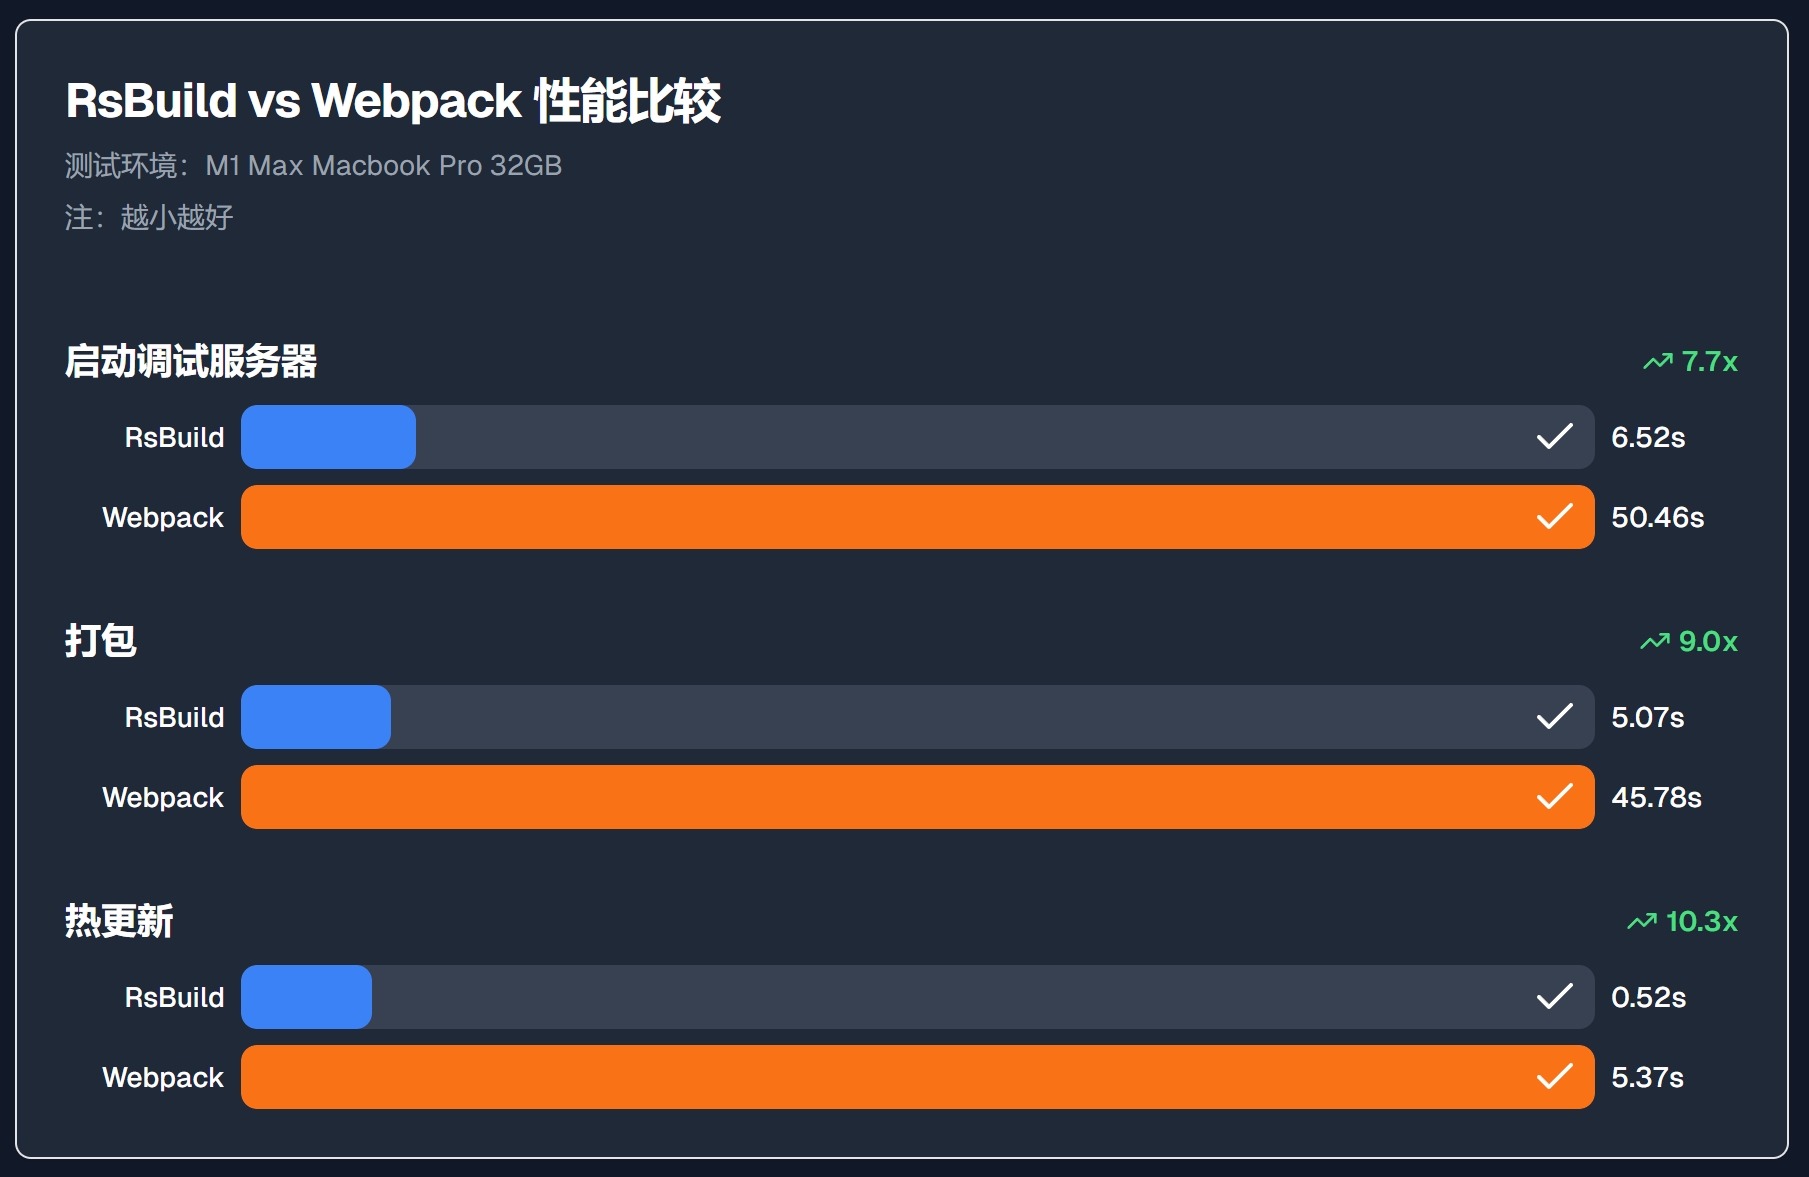 RsBuild vs Webpack 性能比较
测试环境：M1 Max Macbook Pro 32GB
注：越小越好
启动调试服务器 7.7x
RsBuild 6.52s
Webpack 50.46s
打包 9.0x
RsBuild 5.07s
Webpack 45.78s
热更新 10.3x
RsBuild 0.52s
Webpack 5.37s